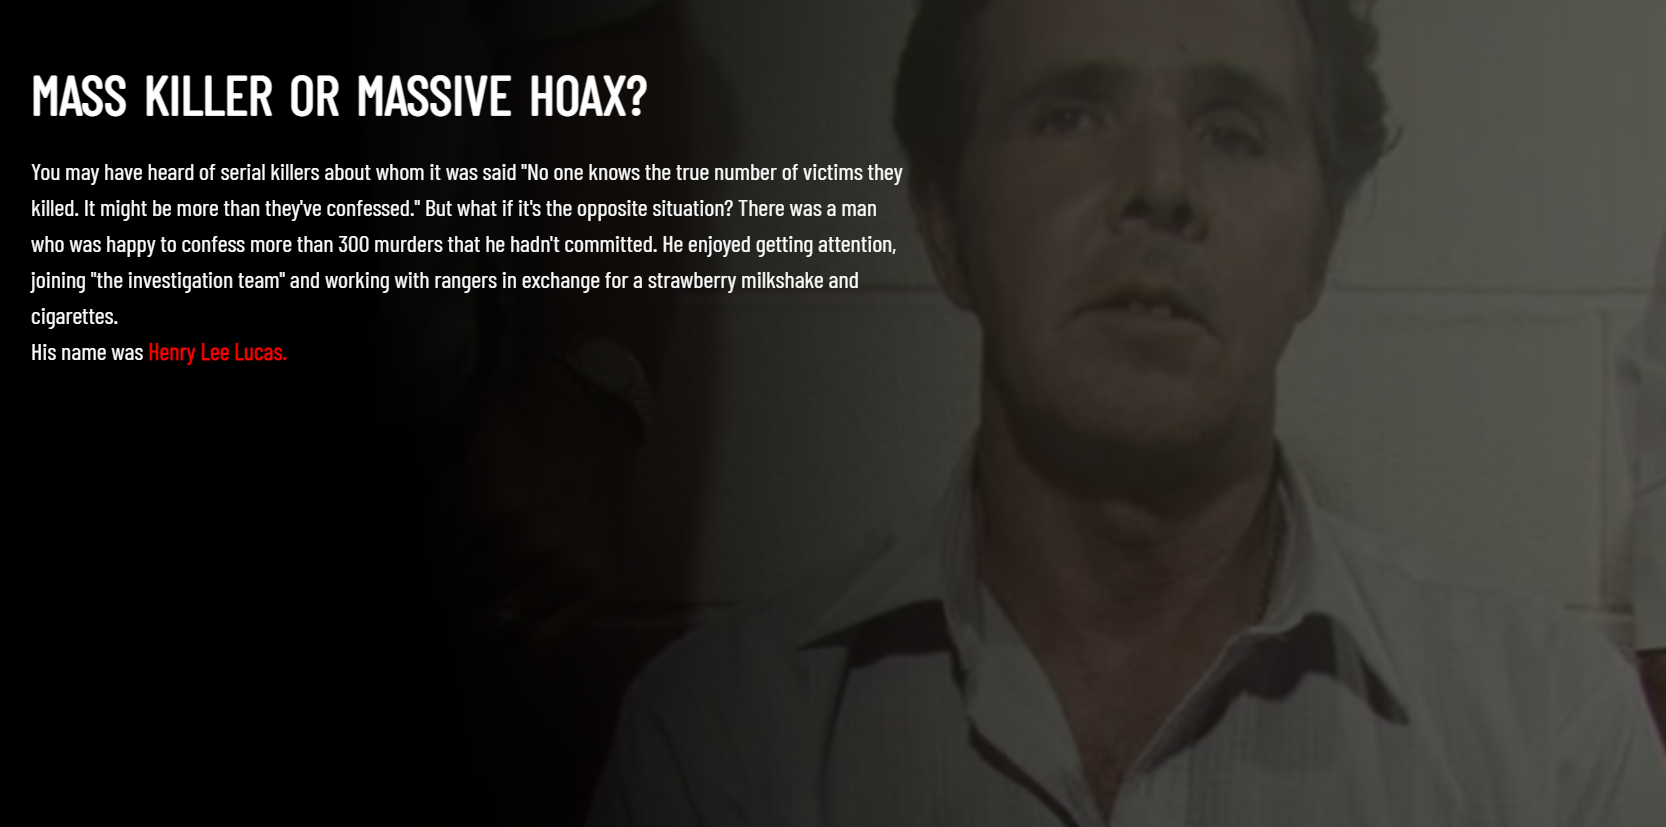 MASS KILLER OR MASSIVE HOAX?
You may have heard of serial killers about whom it was said "No one knows the true number of victims they
killed. It might be more than they've confessed." But what if it's the opposite situation? There was a man
who was happy to confess more than 300 murders that he hadn't committed. He enjoyed getting attention,
joining "the investigation team" and working with rangers in exchange for a strawberry milkshake and
cigarettes.
His name was Henry Lee Lucas.